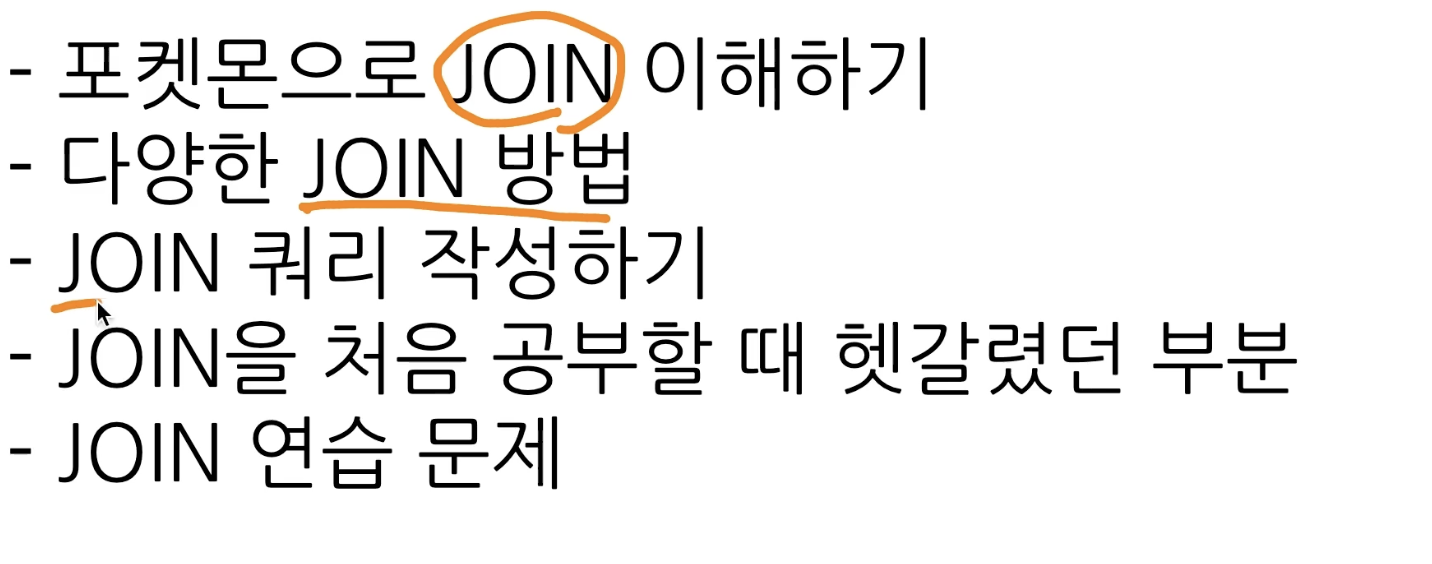 - 포켓몬으로 JOIN 이해하기
- 다양한 JOIN 방법
- JOIN 쿼리 작성하기
- JOIN을 처음 공부할 때 헷갈렸던 부분
- JOIN 연습 문제